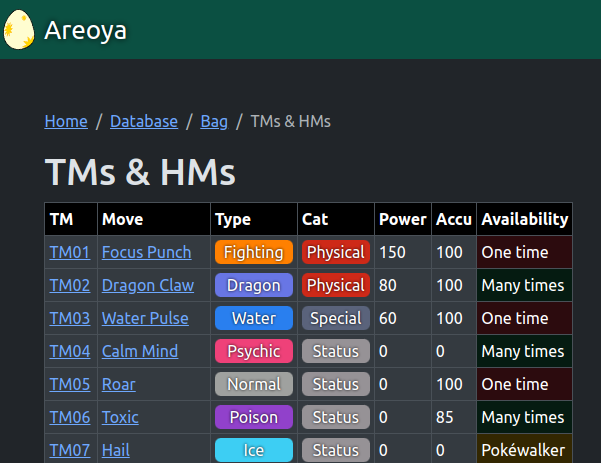 Areoya
Home / Database / Bag / TMs & HMs
TMs & HMs
TM Move Type Cat Power Accu Availability
TM01 Focus Punch Fighting Physical 150 100 One time
TM02 Dragon Claw Dragon Physical 80 100 Many times
TM03 Water Pulse Water Special 60 100 One time
TM04 Calm Mind Psychic Status 0 0 Many times
TM05 Roar Normal Status 0 100 One time
TM06 Toxic Poison Status 0 85 Many times
TM07 Hail Ice Status 0 0 Pokéwalker